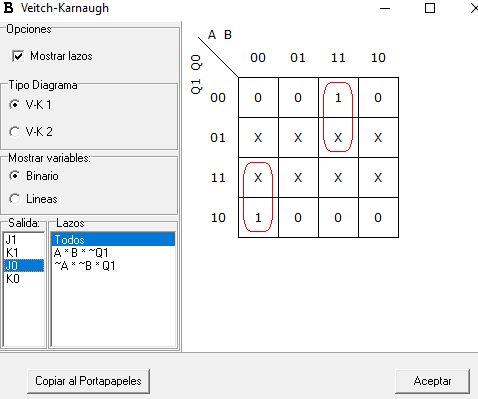 B Veitch-Karnaugh
Opciones
Mostrar lazos
Tipo Diagrama
V-K 1
V-K 2
Mostrar variables:
Binario
Lineas
Salida:
J1
K1
J0
K0
Lazos
Todos
A * B * ~Q1
~A * ~B * Q1
A B
Q1 Q0
00 01 11 10
00 0 0 1 0
01 X X X X
11 X X X X
10 1 0 0 0
Copiar al Portapapeles
Aceptar